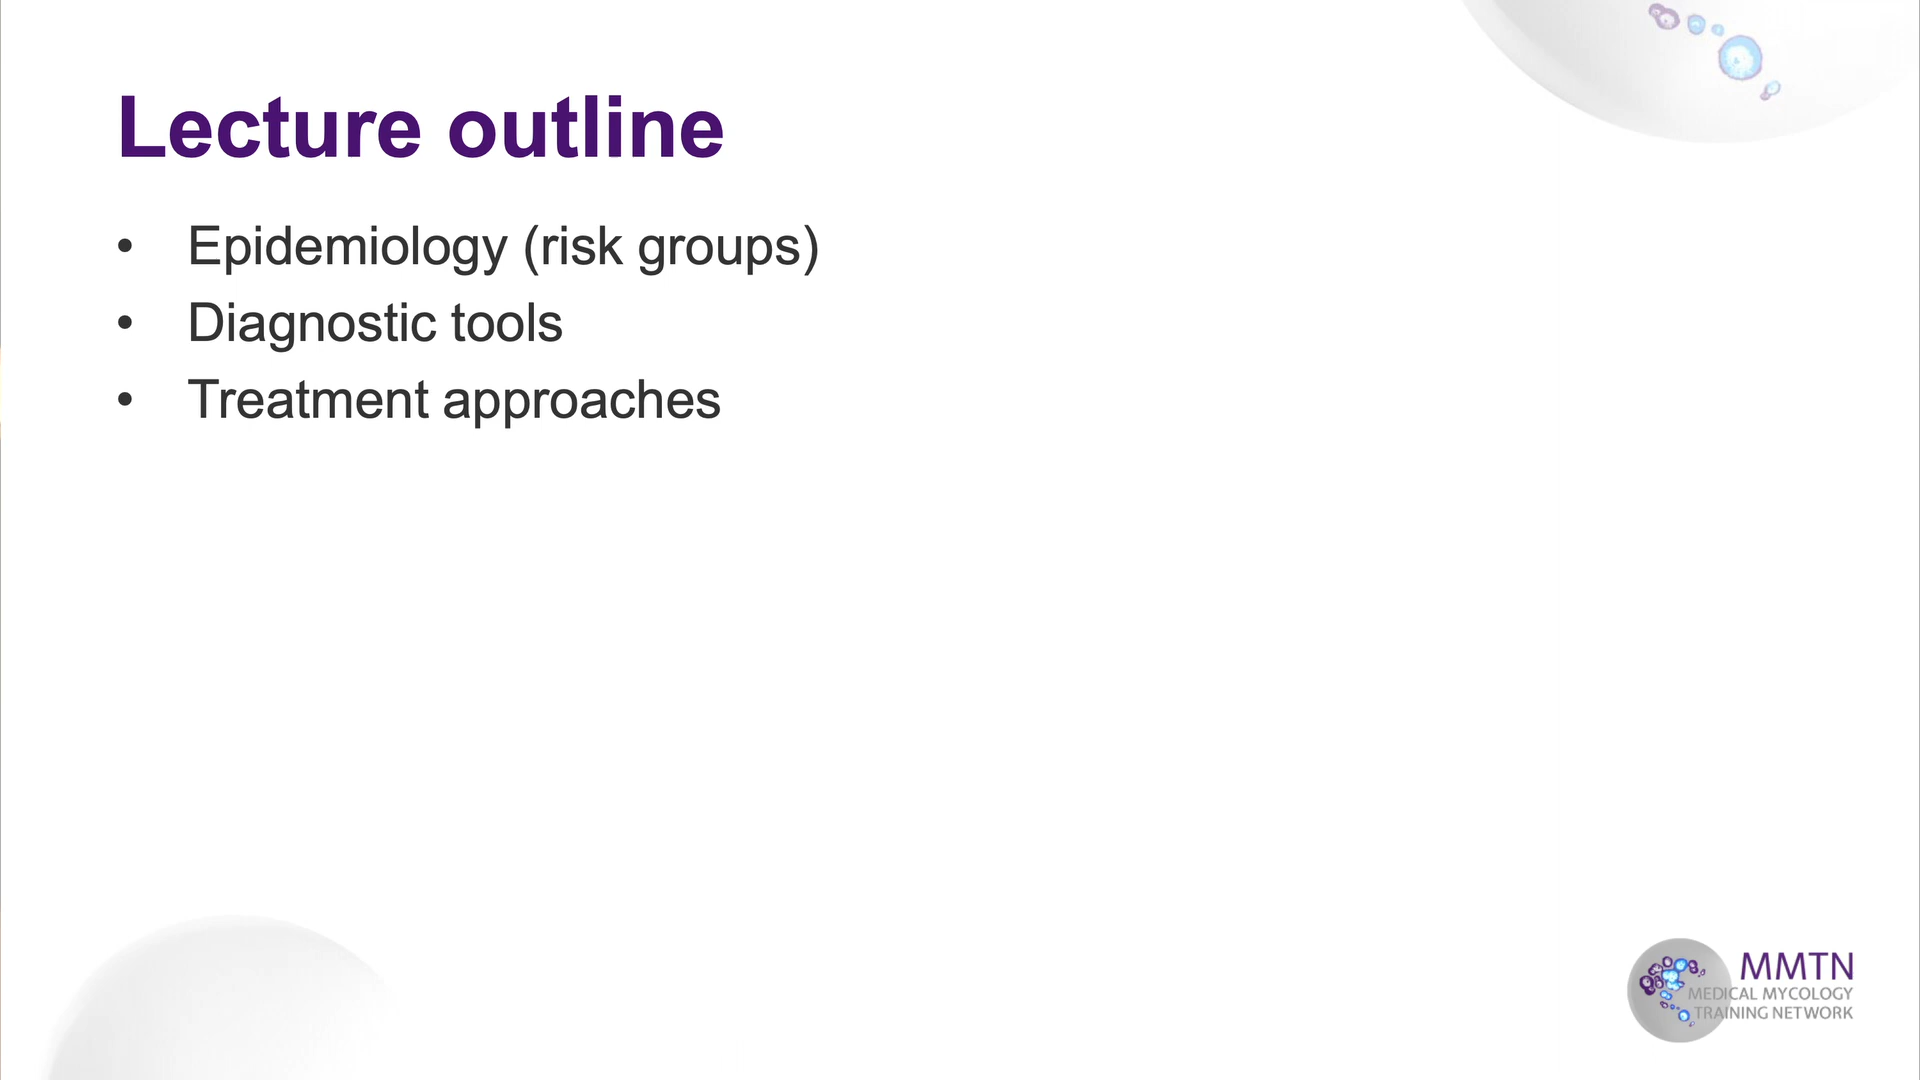 Lecture outline
• Epidemiology (risk groups)
• Diagnostic tools
• Treatment approaches
MMTN
MEDICAL MYCOLOGY
TRAINING NETWORK